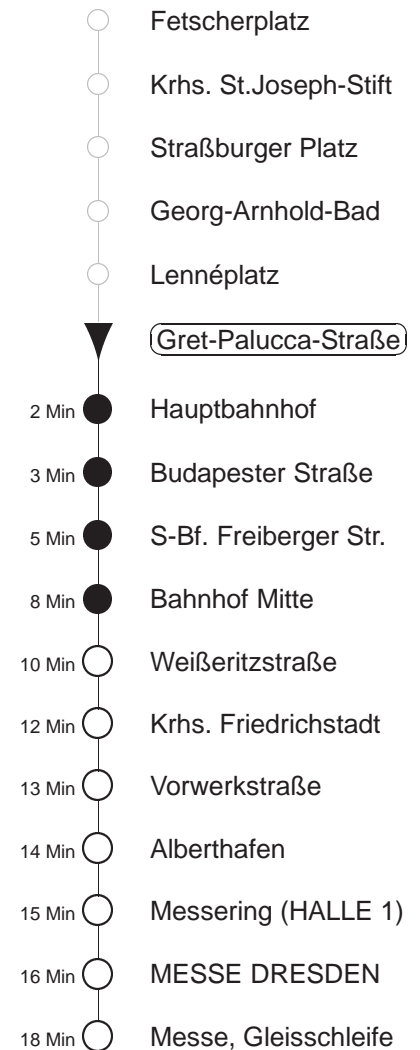 Fetscherplatz
Krhs. St.Joseph-Stift
Straßburger Platz
Georg-Arnhold-Bad
Lennéplatz
Gret-Palucca-Straße
2 Min Hauptbahnhof
3 Min Budapester Straße
5 Min S-Bf. Freiberger Str.
8 Min Bahnhof Mitte
10 Min Weißeritzstraße
12 Min Krhs. Friedrichstadt
13 Min Vorwerkstraße
14 Min Alberthafen
15 Min Messering (HALLE 1)
16 Min MESSE DRESDEN
18 Min Messe, Gleisschleife